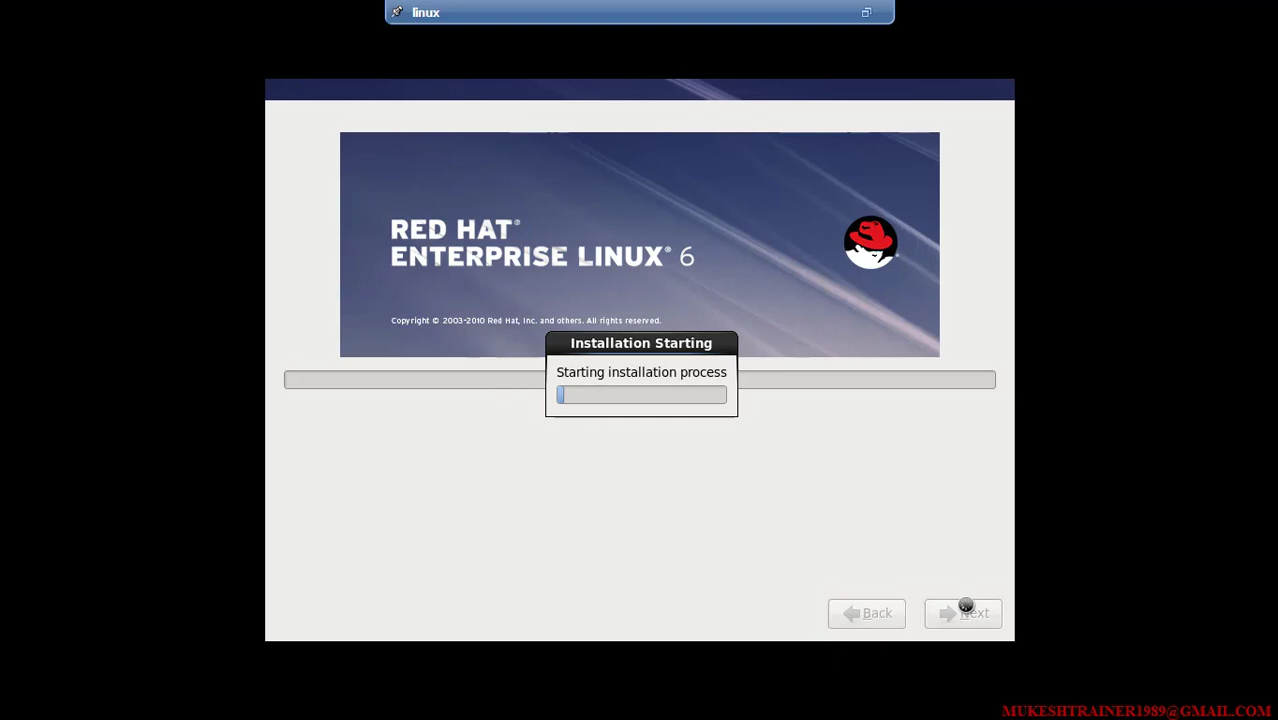 linux
RED HAT®
ENTERPRISE LINUX® 6
Copyright © 2003-2010 Red Hat, Inc. and others. All rights reserved.
Installation Starting
Starting installation process
Back
Next
MUKESHTRAINER1989@GMAIL.COM